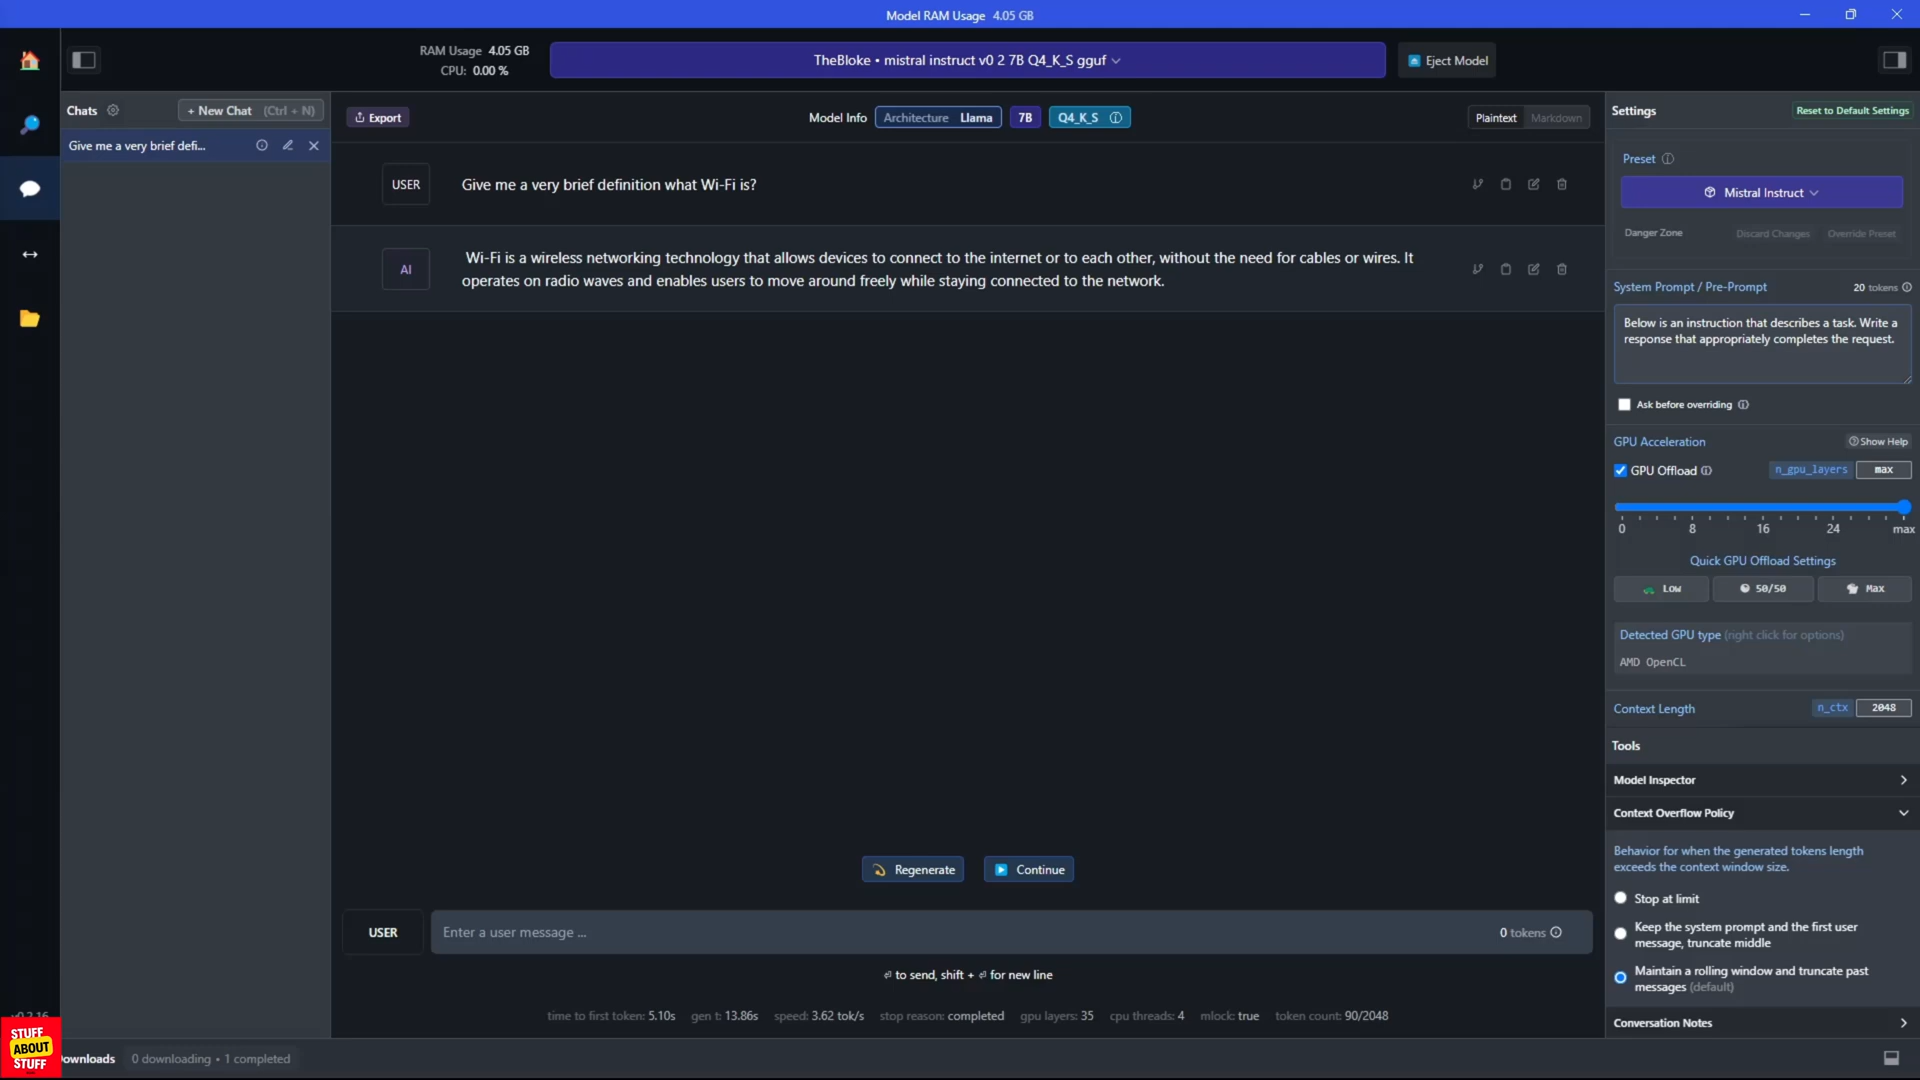 Model RAM Usage 4.05 GB
RAM Usage 4.05 GB
CPU: 0.00 %
TheBloke • mistral instruct v0 2 7B Q4_K_S gguf
Eject Model
Chats
+ New Chat (Ctrl + N)
Give me a very brief defi...
Export
Model Info
Architecture Llama
7B
Q4_K_S
Plaintext
Markdown
USER
Give me a very brief definition what Wi-Fi is?
AI
Wi-Fi is a wireless networking technology that allows devices to connect to the internet or to each other, without the need for cables or wires. It
operates on radio waves and enables users to move around freely while staying connected to the network.
Regenerate
Continue
USER
Enter a user message ...
0 tokens
⏎ to send, shift + ⏎ for new line
time to first token: 5.10s gen t: 13.86s speed: 3.62 tok/s stop reason: completed gpu layers: 35 cpu threads: 4 mlock: true token count: 90/2048
Settings
Reset to Default Settings
Preset
Mistral Instruct
Danger Zone
Discard Changes
Override Preset
System Prompt / Pre-Prompt
20 tokens
Below is an instruction that describes a task. Write a
response that appropriately completes the request.
Ask before overriding
GPU Acceleration
Show Help
GPU Offload
n_gpu_layers
max
0 8 16 24 max
Quick GPU Offload Settings
Low
50/50
Max
Detected GPU type (right click for options)
AMD OpenCL
Context Length
n_ctx
2048
Tools
Model Inspector
Context Overflow Policy
Behavior for when the generated tokens length
exceeds the context window size.
Stop at limit
Keep the system prompt and the first user
message, truncate middle
Maintain a rolling window and truncate past
messages (default)
Conversation Notes
STUFF
ABOUT
STUFF
ownloads 0 downloading • 1 completed